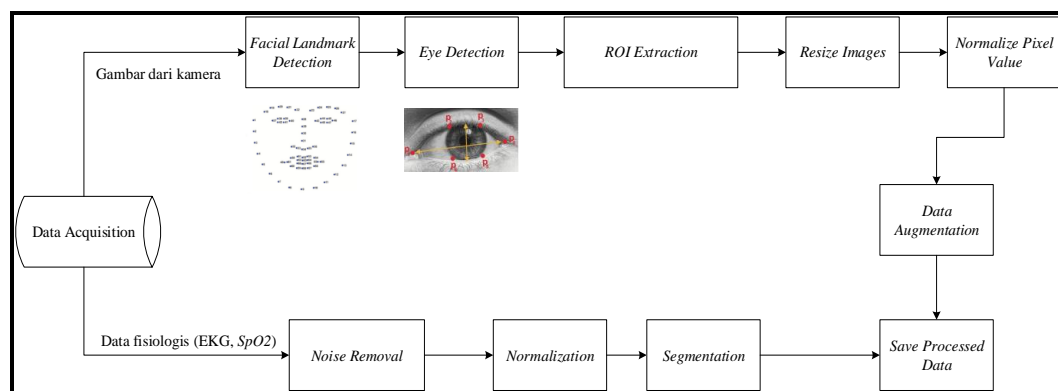 Facial Landmark
Detection
Eye Detection
ROI Extraction
Resize Images
Normalize Pixel
Value
Gambar dari kamera
Data Acquisition
Data
Augmentation
Data fisiologis (EKG, SpO2)
Noise Removal
Normalization
Segmentation
Save Processed
Data